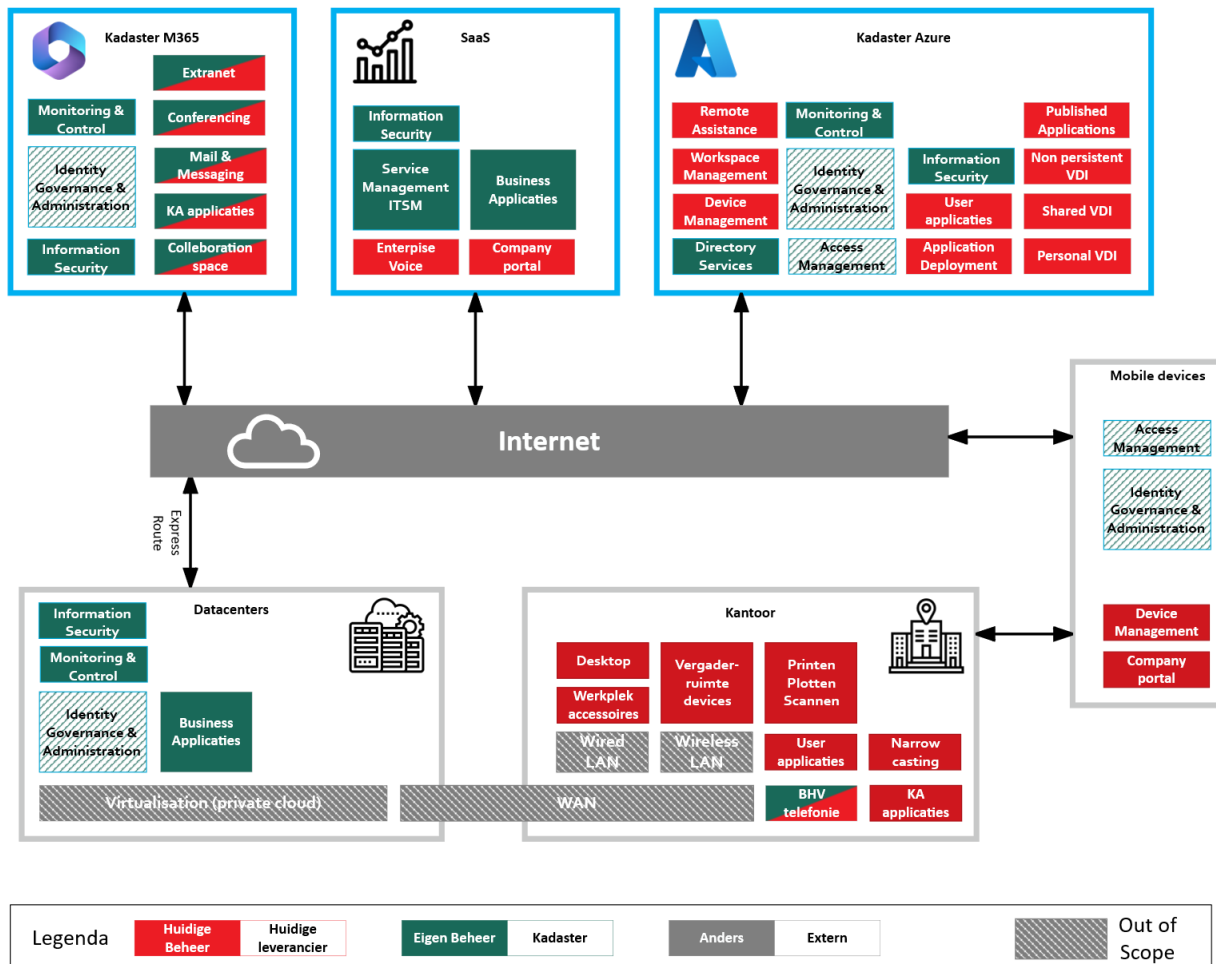 Kadaster M365
Extranet
Monitoring &
Control
Conferencing
Identity
Governance &
Administration
Mail &
Messaging
KA applicaties
Information
Security
Colleboration
space
SaaS
Information
Security
Service
Management
ITSM
Business
Applicaties
Enterpise
Voice
Company
portal
Kadaster Azure
Remote
Assistance
Monitoring &
Control
Published
Applications
Workspace
Management
Identity
Governance &
Administration
Information
Security
Non persistent
VDI
Device
Management
User
applicaties
Shared VDI
Directory
Services
Access
Management
Application
Deployment
Personal VDI
Internet
Mobile devices
Access
Management
Identity
Governance &
Administration
Device
Management
Company
portal
Express
Route
Datacenters
Information
Security
Monitoring &
Control
Identity
Governance &
Administration
Business
Applicaties
Virtualisation (private cloud)
WAN
Kantoor
Desktop
Werkplek
accessoires
Vergader-
ruimte
devices
Printen
Plotten
Scannen
Wired
LAN
Wireless
LAN
User
applicaties
Narrow
casting
BHV
telefonie
KA
applicaties
Legenda
Huidige
Beheer
Huidige
leverancier
Eigen Beheer
Kadaster
Anders
Extern
Out of
Scope